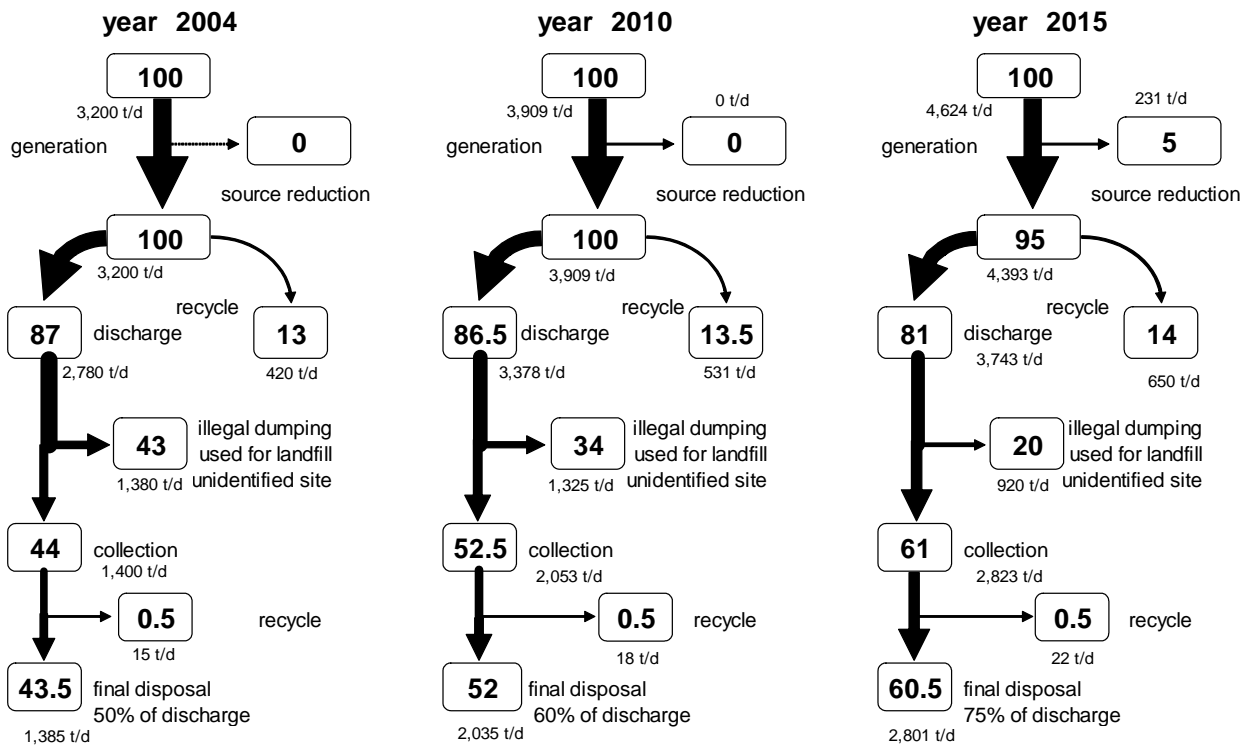 year 2004
100
3,200 t/d
generation
0
source reduction
100
3,200 t/d
recycle
87
discharge
13
2,780 t/d
420 t/d
43
illegal dumping
used for landfill
unidentified site
1,380 t/d
44
collection
1,400 t/d
0.5
recycle
15 t/d
43.5
final disposal
50% of discharge
1,385 t/d
year 2010
100
3,909 t/d
0 t/d
generation
0
source reduction
100
3,909 t/d
recycle
86.5
discharge
13.5
3,378 t/d
531 t/d
34
illegal dumping
used for landfill
unidentified site
1,325 t/d
52.5
collection
2,053 t/d
0.5
recycle
18 t/d
52
final disposal
60% of discharge
2,035 t/d
year 2015
100
4,624 t/d
231 t/d
generation
5
source reduction
95
4,393 t/d
recycle
81
discharge
14
3,743 t/d
650 t/d
20
illegal dumping
used for landfill
unidentified site
920 t/d
61
collection
2,823 t/d
0.5
recycle
22 t/d
60.5
final disposal
75% of discharge
2,801 t/d